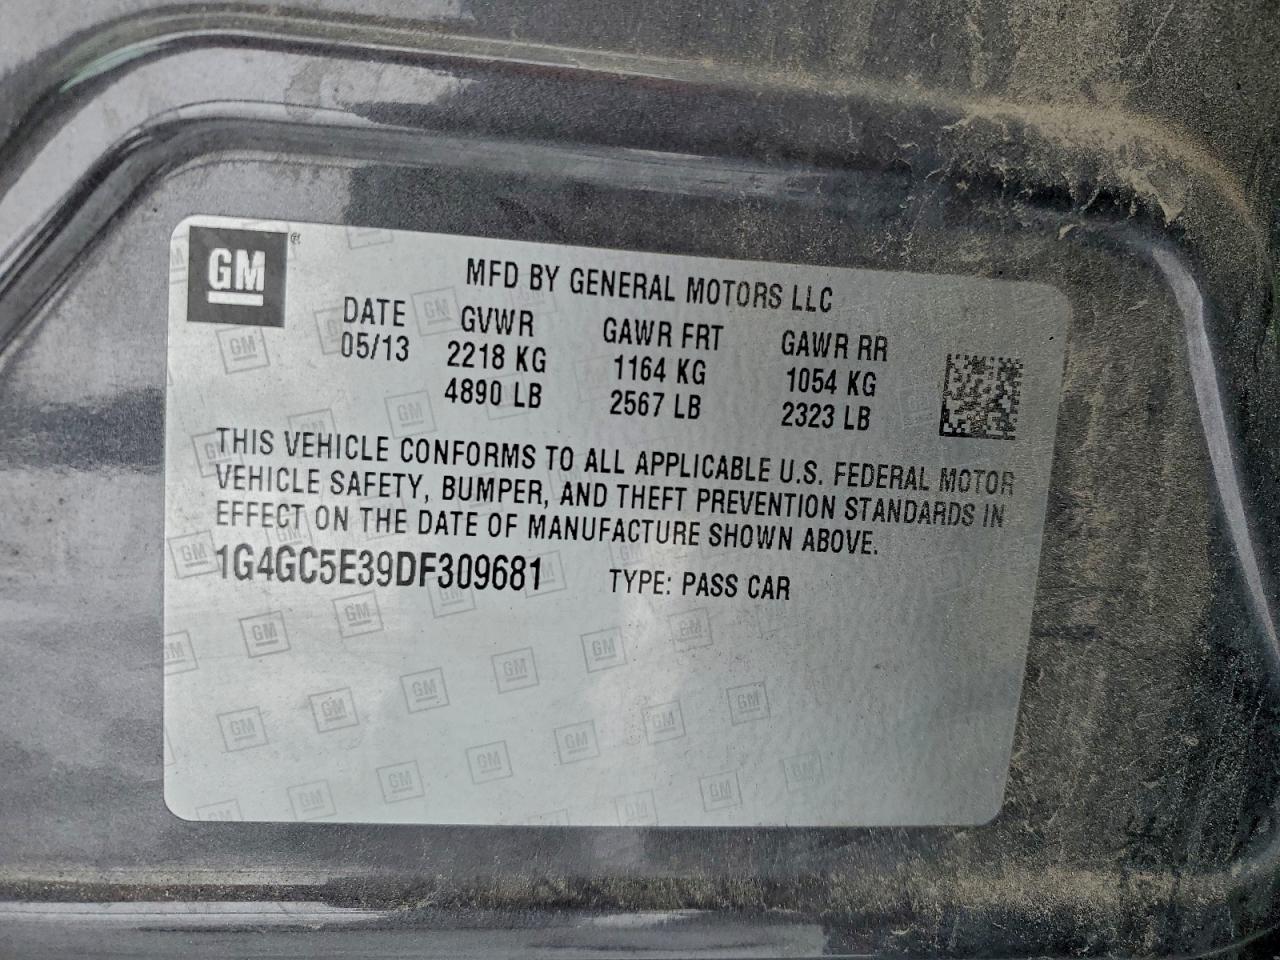 GM ®
MFD BY GENERAL MOTORS LLC
DATE GVWR GAWR FRT GAWR RR
05/13 2218 KG 1164 KG 1054 KG
4890 LB 2567 LB 2323 LB
THIS VEHICLE CONFORMS TO ALL APPLICABLE U.S. FEDERAL MOTOR
VEHICLE SAFETY, BUMPER, AND THEFT PREVENTION STANDARDS IN
EFFECT ON THE DATE OF MANUFACTURE SHOWN ABOVE.
1G4GC5E39DF309681 TYPE: PASS CAR